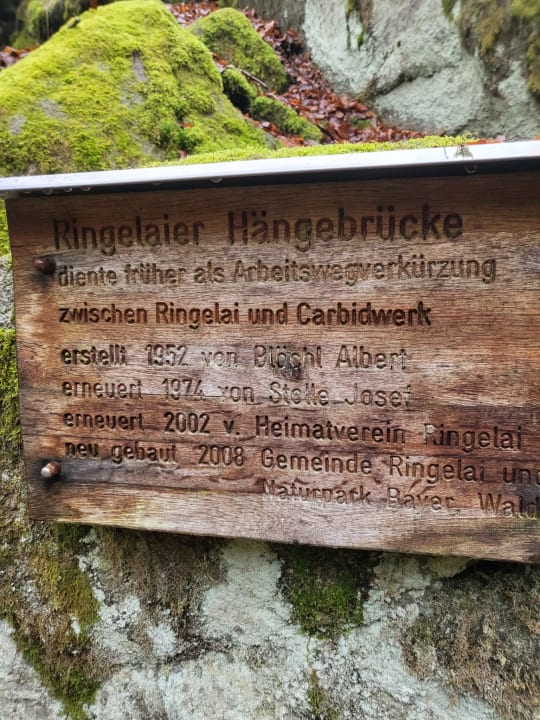 Ringelaier Hängebrücke
diente früher als Arbeitswegverkürzung
zwischen Ringelai und Carbidwerk
erstellt 1952 von Blöchl Albert
erneuert 1974 von Stelle Josef
erneuert 2002 v. Heimatverein Ringelai
neu gebaut 2008 Gemeinde Ringelai und
Naturpark Bayer. Wald